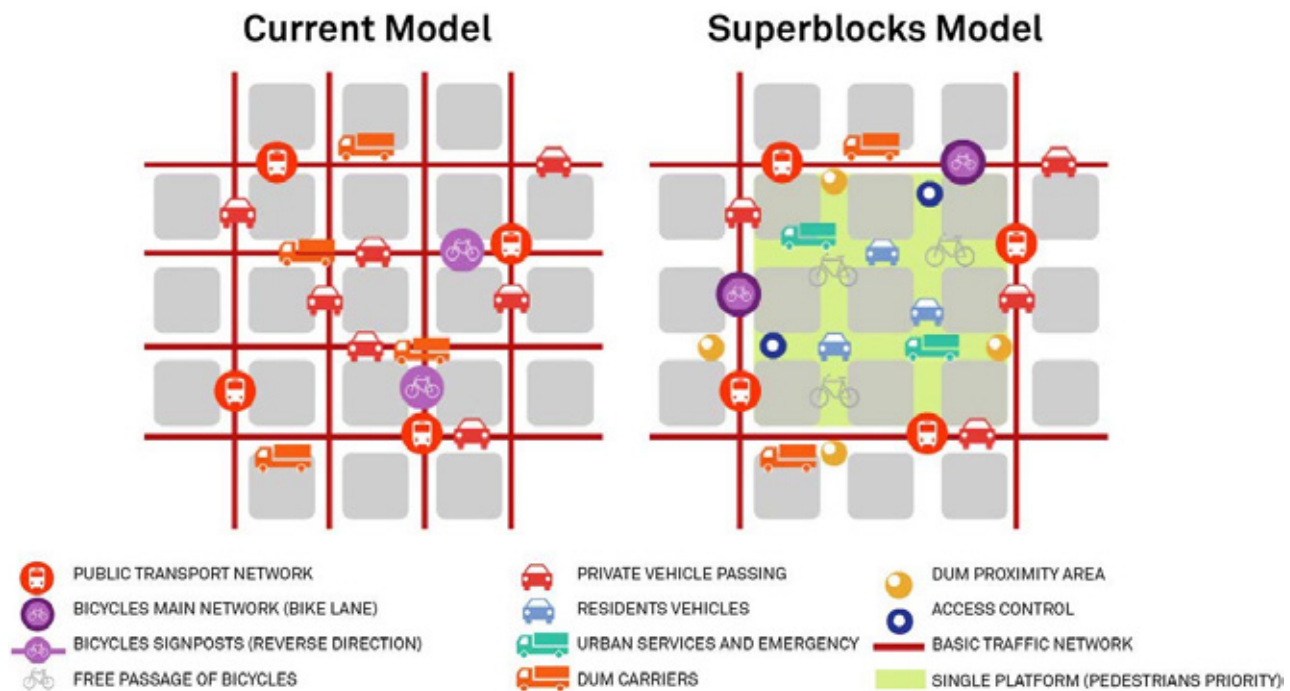 Current Model
Superblocks Model
PUBLIC TRANSPORT NETWORK
PRIVATE VEHICLE PASSING
DUM PROXIMITY AREA
BICYCLES MAIN NETWORK (BIKE LANE)
RESIDENTS VEHICLES
ACCESS CONTROL
BICYCLES SIGNPOSTS (REVERSE DIRECTION)
URBAN SERVICES AND EMERGENCY
BASIC TRAFFIC NETWORK
FREE PASSAGE OF BICYCLES
DUM CARRIERS
SINGLE PLATFORM (PEDESTRIANS PRIORITY)